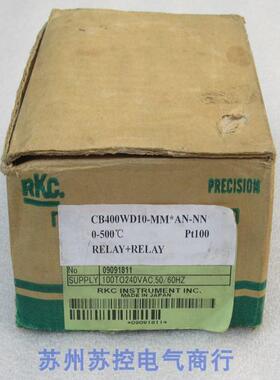 RKC.
PRECISION
CB400WD10-MM*AN-NN
0-500℃ Pt100
RELAY+RELAY
No 09091811
SUPPLY 100TO240VAC,50/60HZ
RKC INSTRUMENT INC.
MADE IN JAPAN
*09091811*
苏州苏控电气商行